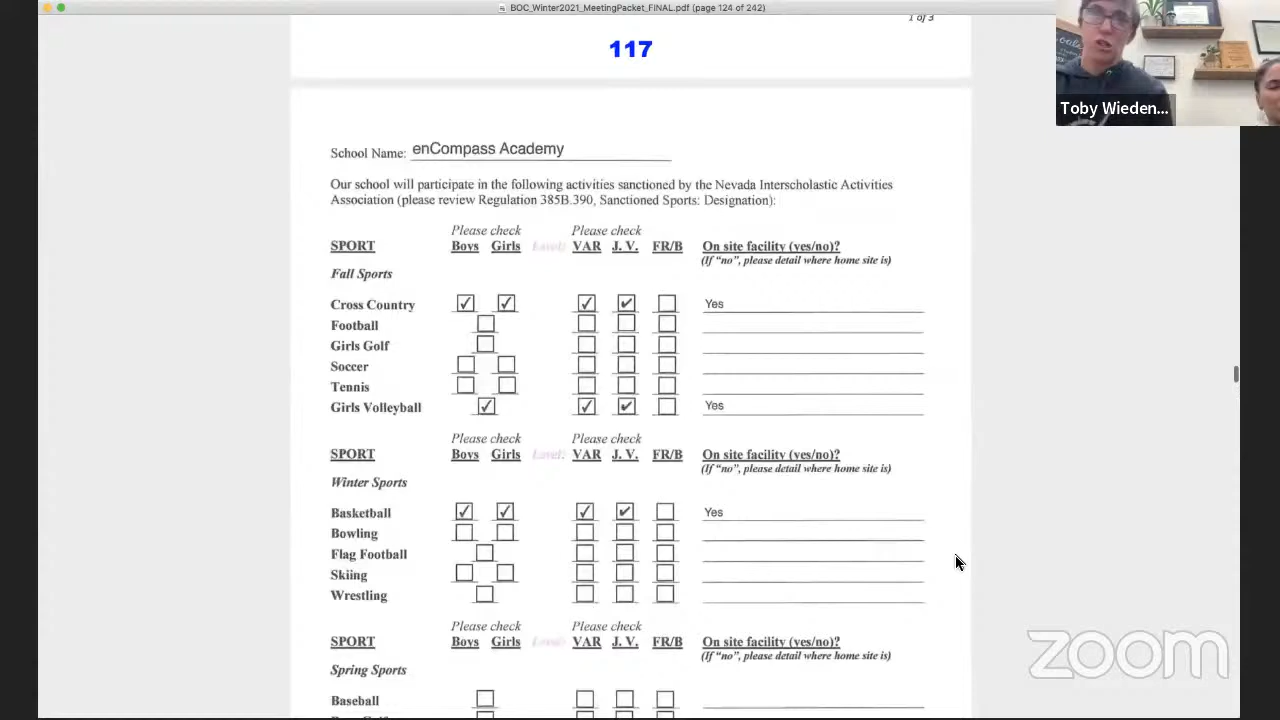 BOC_Winter2021_MeetingPacket_FINAL.pdf (page 124 of 242)
1 of 3
117
Toby Wieden...
School Name: enCompass Academy
Our school will participate in the following activities sanctioned by the Nevada Interscholastic Activities
Association (please review Regulation 385B.390, Sanctioned Sports: Designation):
Please check Please check
SPORT Boys Girls Level: VAR J. V. FR/B On site facility (yes/no)?
(If "no", please detail where home site is)
Fall Sports
Cross Country ✓ ✓ ✓ ✓ Yes
Football
Girls Golf
Soccer
Tennis
Girls Volleyball ✓ ✓ ✓ Yes
Please check Please check
SPORT Boys Girls Level: VAR J. V. FR/B On site facility (yes/no)?
(If "no", please detail where home site is)
Winter Sports
Basketball ✓ ✓ ✓ ✓ Yes
Bowling
Flag Football
Skiing
Wrestling
Please check Please check
SPORT Boys Girls Level: VAR J. V. FR/B On site facility (yes/no)?
(If "no", please detail where home site is)
Spring Sports
Baseball
zoom